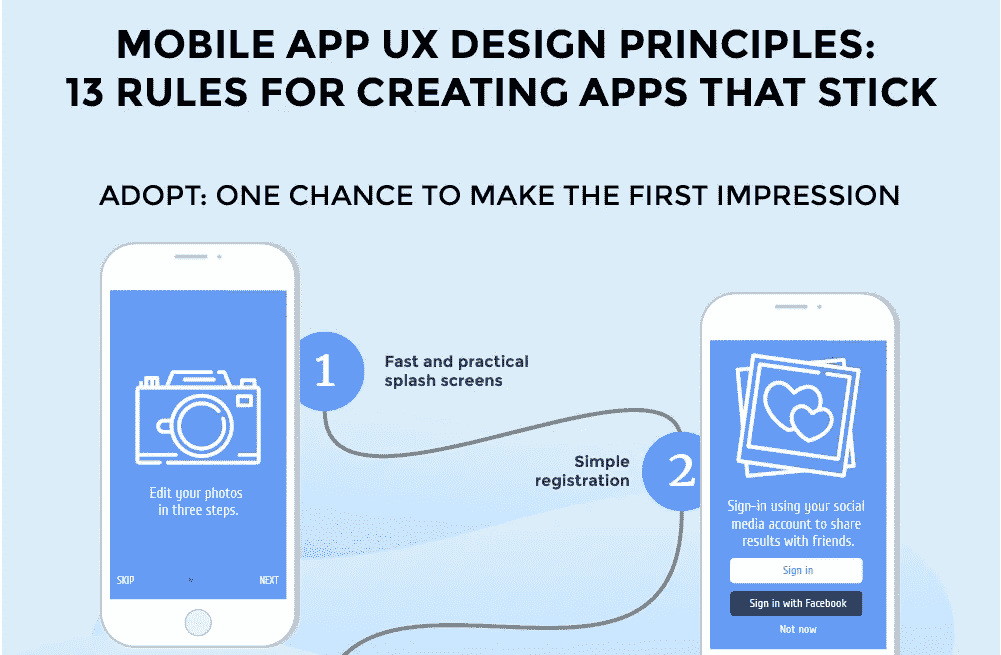 MOBILE APP UX DESIGN PRINCIPLES:
13 RULES FOR CREATING APPS THAT STICK
ADOPT: ONE CHANCE TO MAKE THE FIRST IMPRESSION
1
Fast and practical
splash screens
Edit your photos
in three steps.
SKIP
NEXT
Simple
registration
2
Sign-in using your social
media account to share
results with friends.
Sign in
Sign in with Facebook
Not now